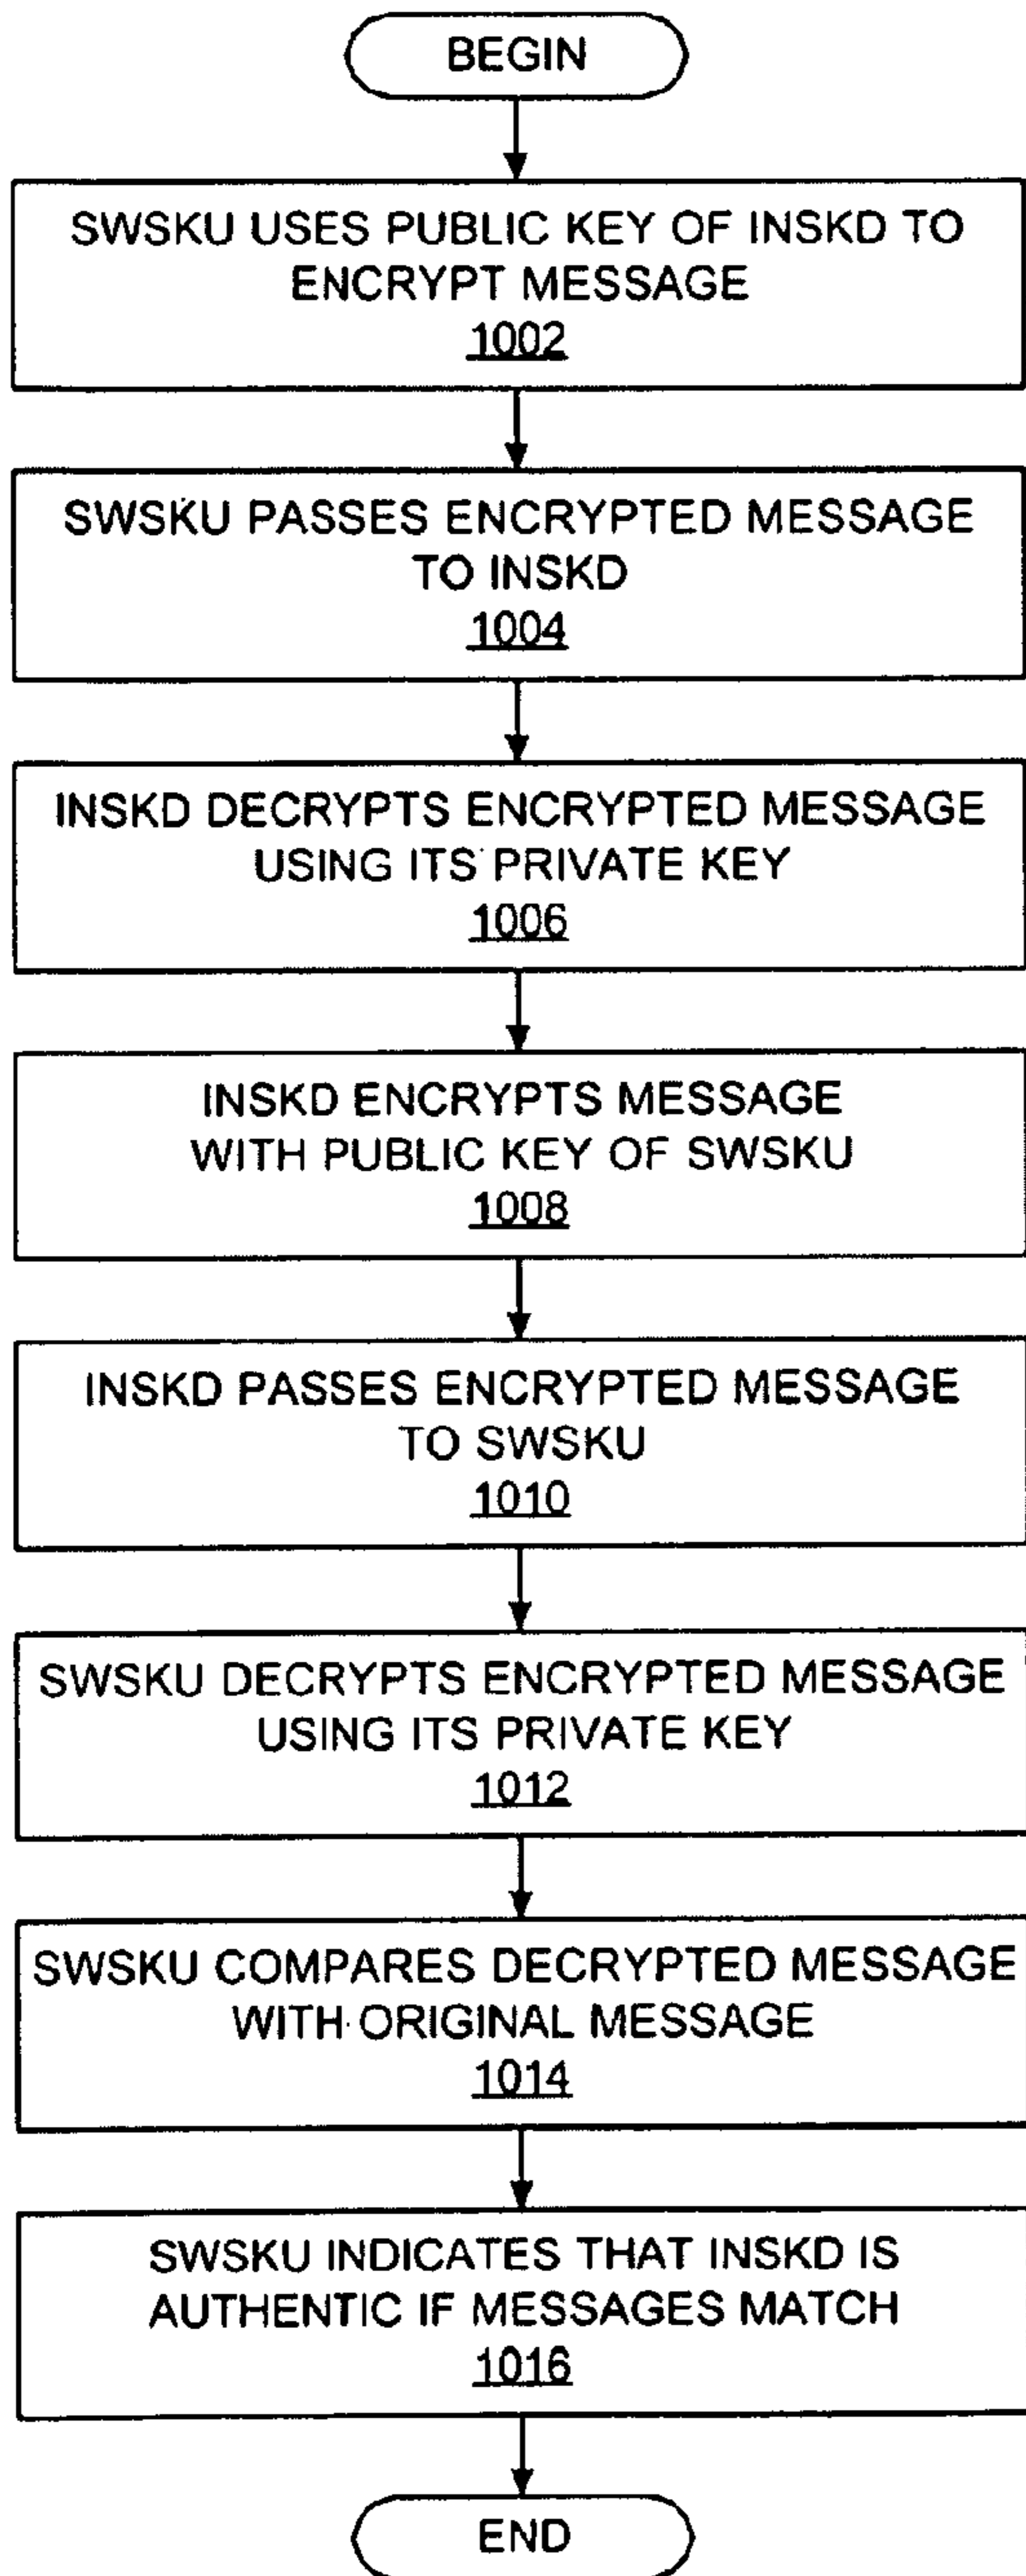 BEGIN
SWSKU USES PUBLIC KEY OF INSKD TO
ENCRYPT MESSAGE
1002
SWSKU PASSES ENCRYPTED MESSAGE
TO INSKD
1004
INSKD DECRYPTS ENCRYPTED MESSAGE
USING ITS PRIVATE KEY
1006
INSKD ENCRYPTS MESSAGE
WITH PUBLIC KEY OF SWSKU
1008
INSKD PASSES ENCRYPTED MESSAGE
TO SWSKU
1010
SWSKU DECRYPTS ENCRYPTED MESSAGE
USING ITS PRIVATE KEY
1012
SWSKU COMPARES DECRYPTED MESSAGE
WITH ORIGINAL MESSAGE
1014
SWSKU INDICATES THAT INSKD IS
AUTHENTIC IF MESSAGES MATCH
1016
END